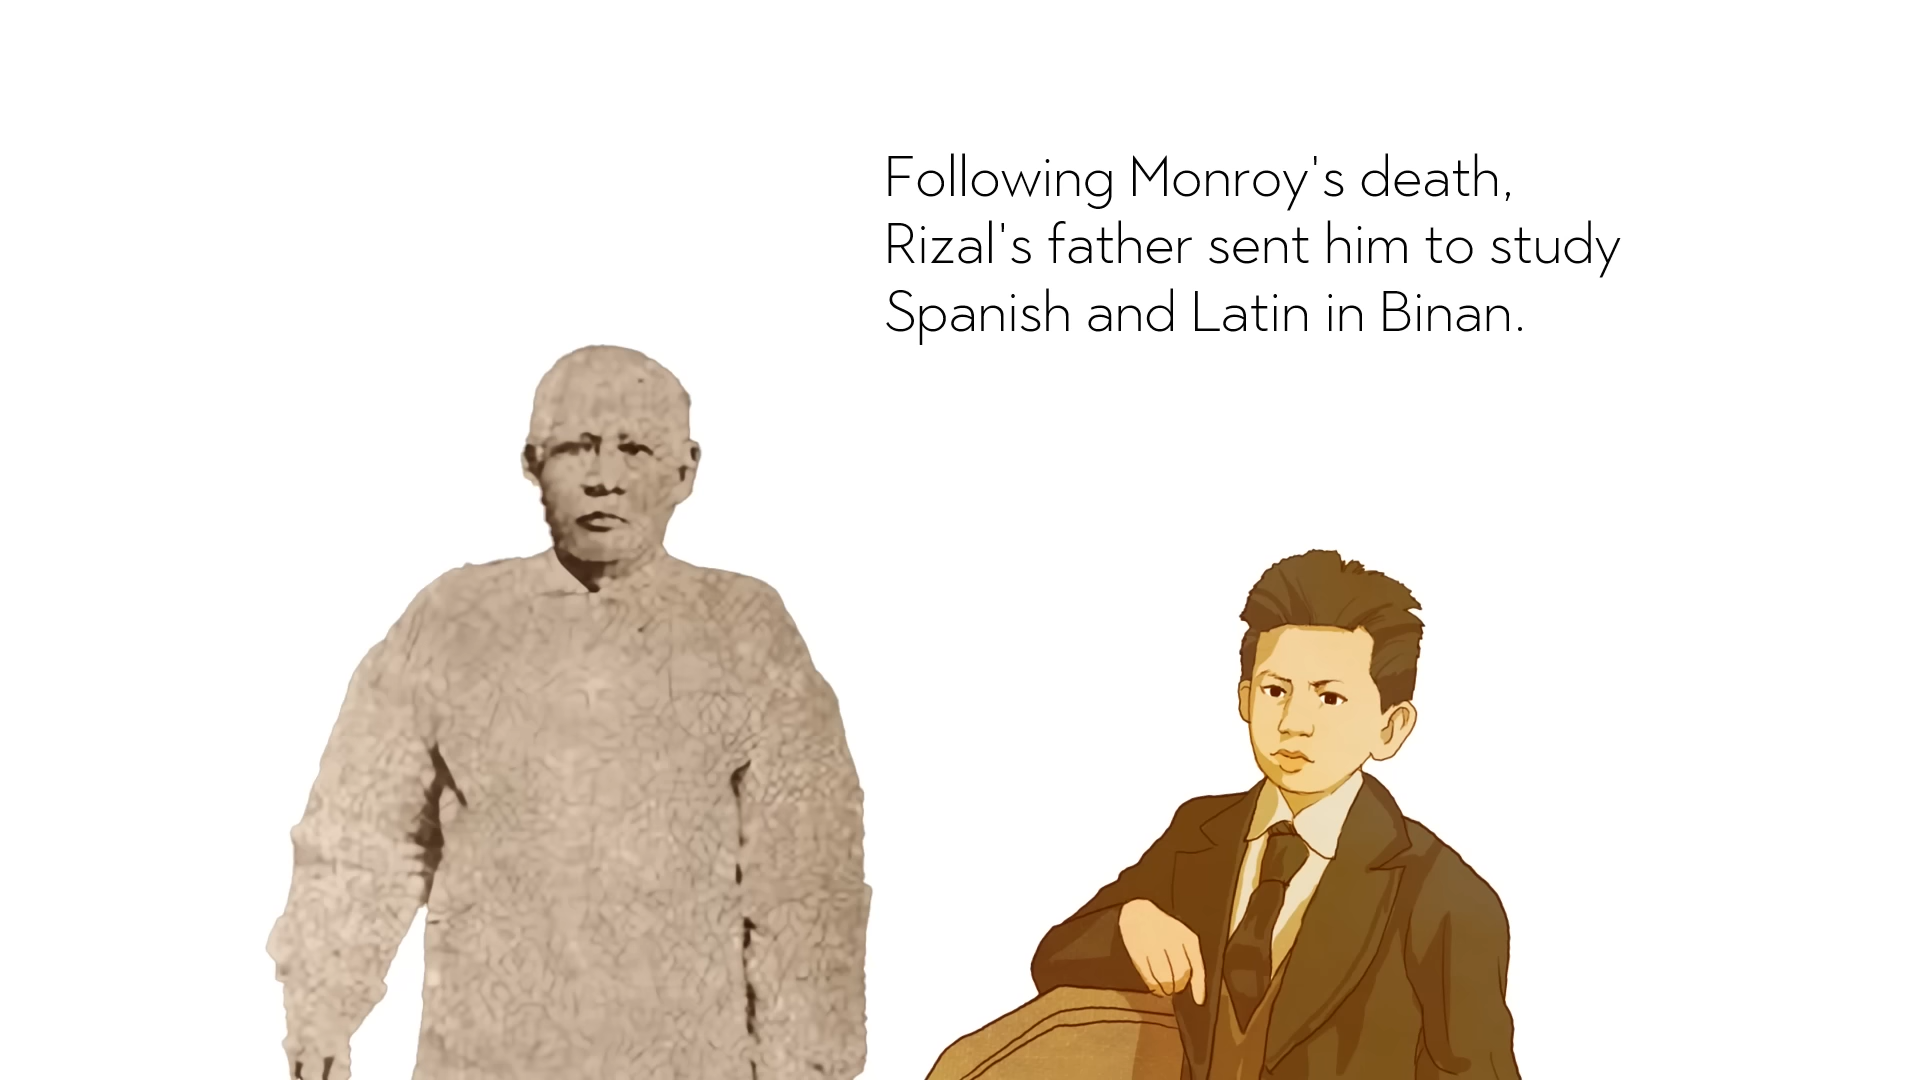 Following Monroy's death,
Rizal's father sent him to study
Spanish and Latin in Binan.